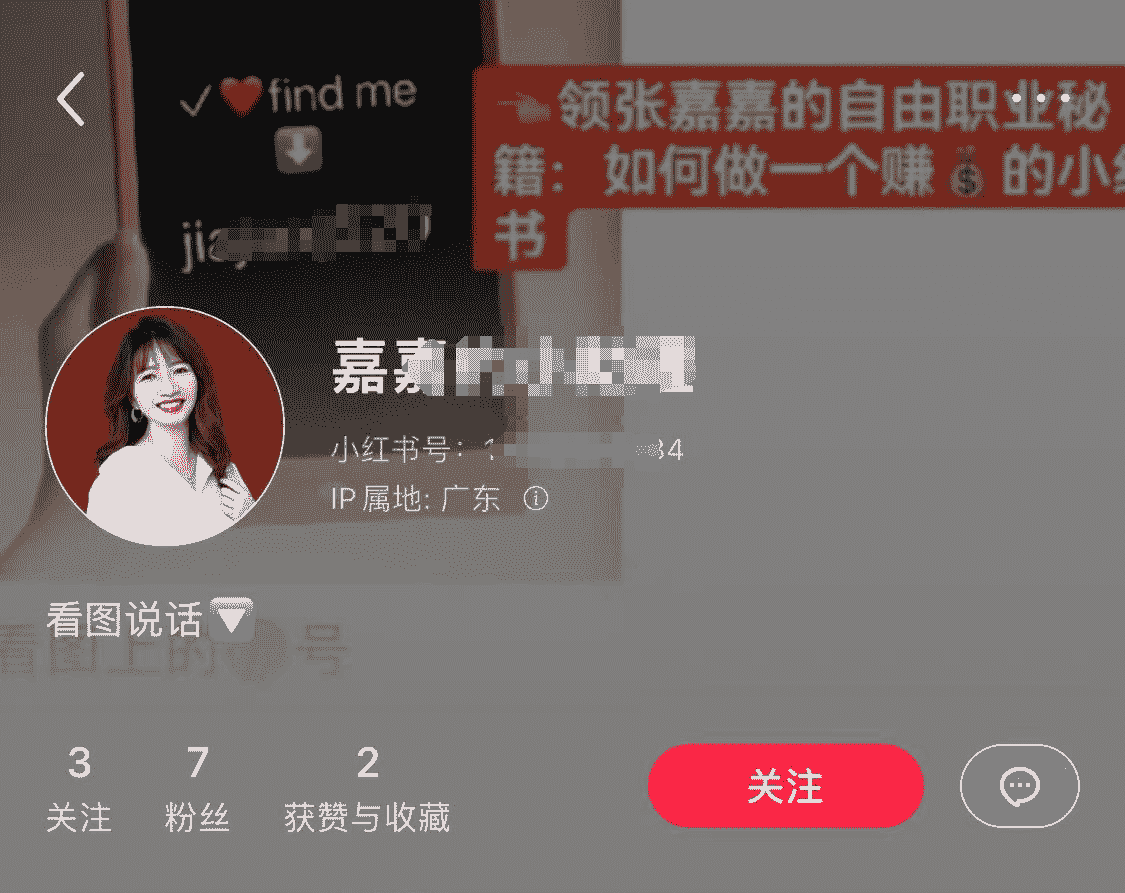 ✓❤️find me
⬇️
👈领张嘉嘉的自由职业秘
籍：如何做一个赚💰的小红
书
嘉
小红书号：
IP属地：广东
看图说话🔽
看图上的 号
3
关注
7
粉丝
2
获赞与收藏
关注